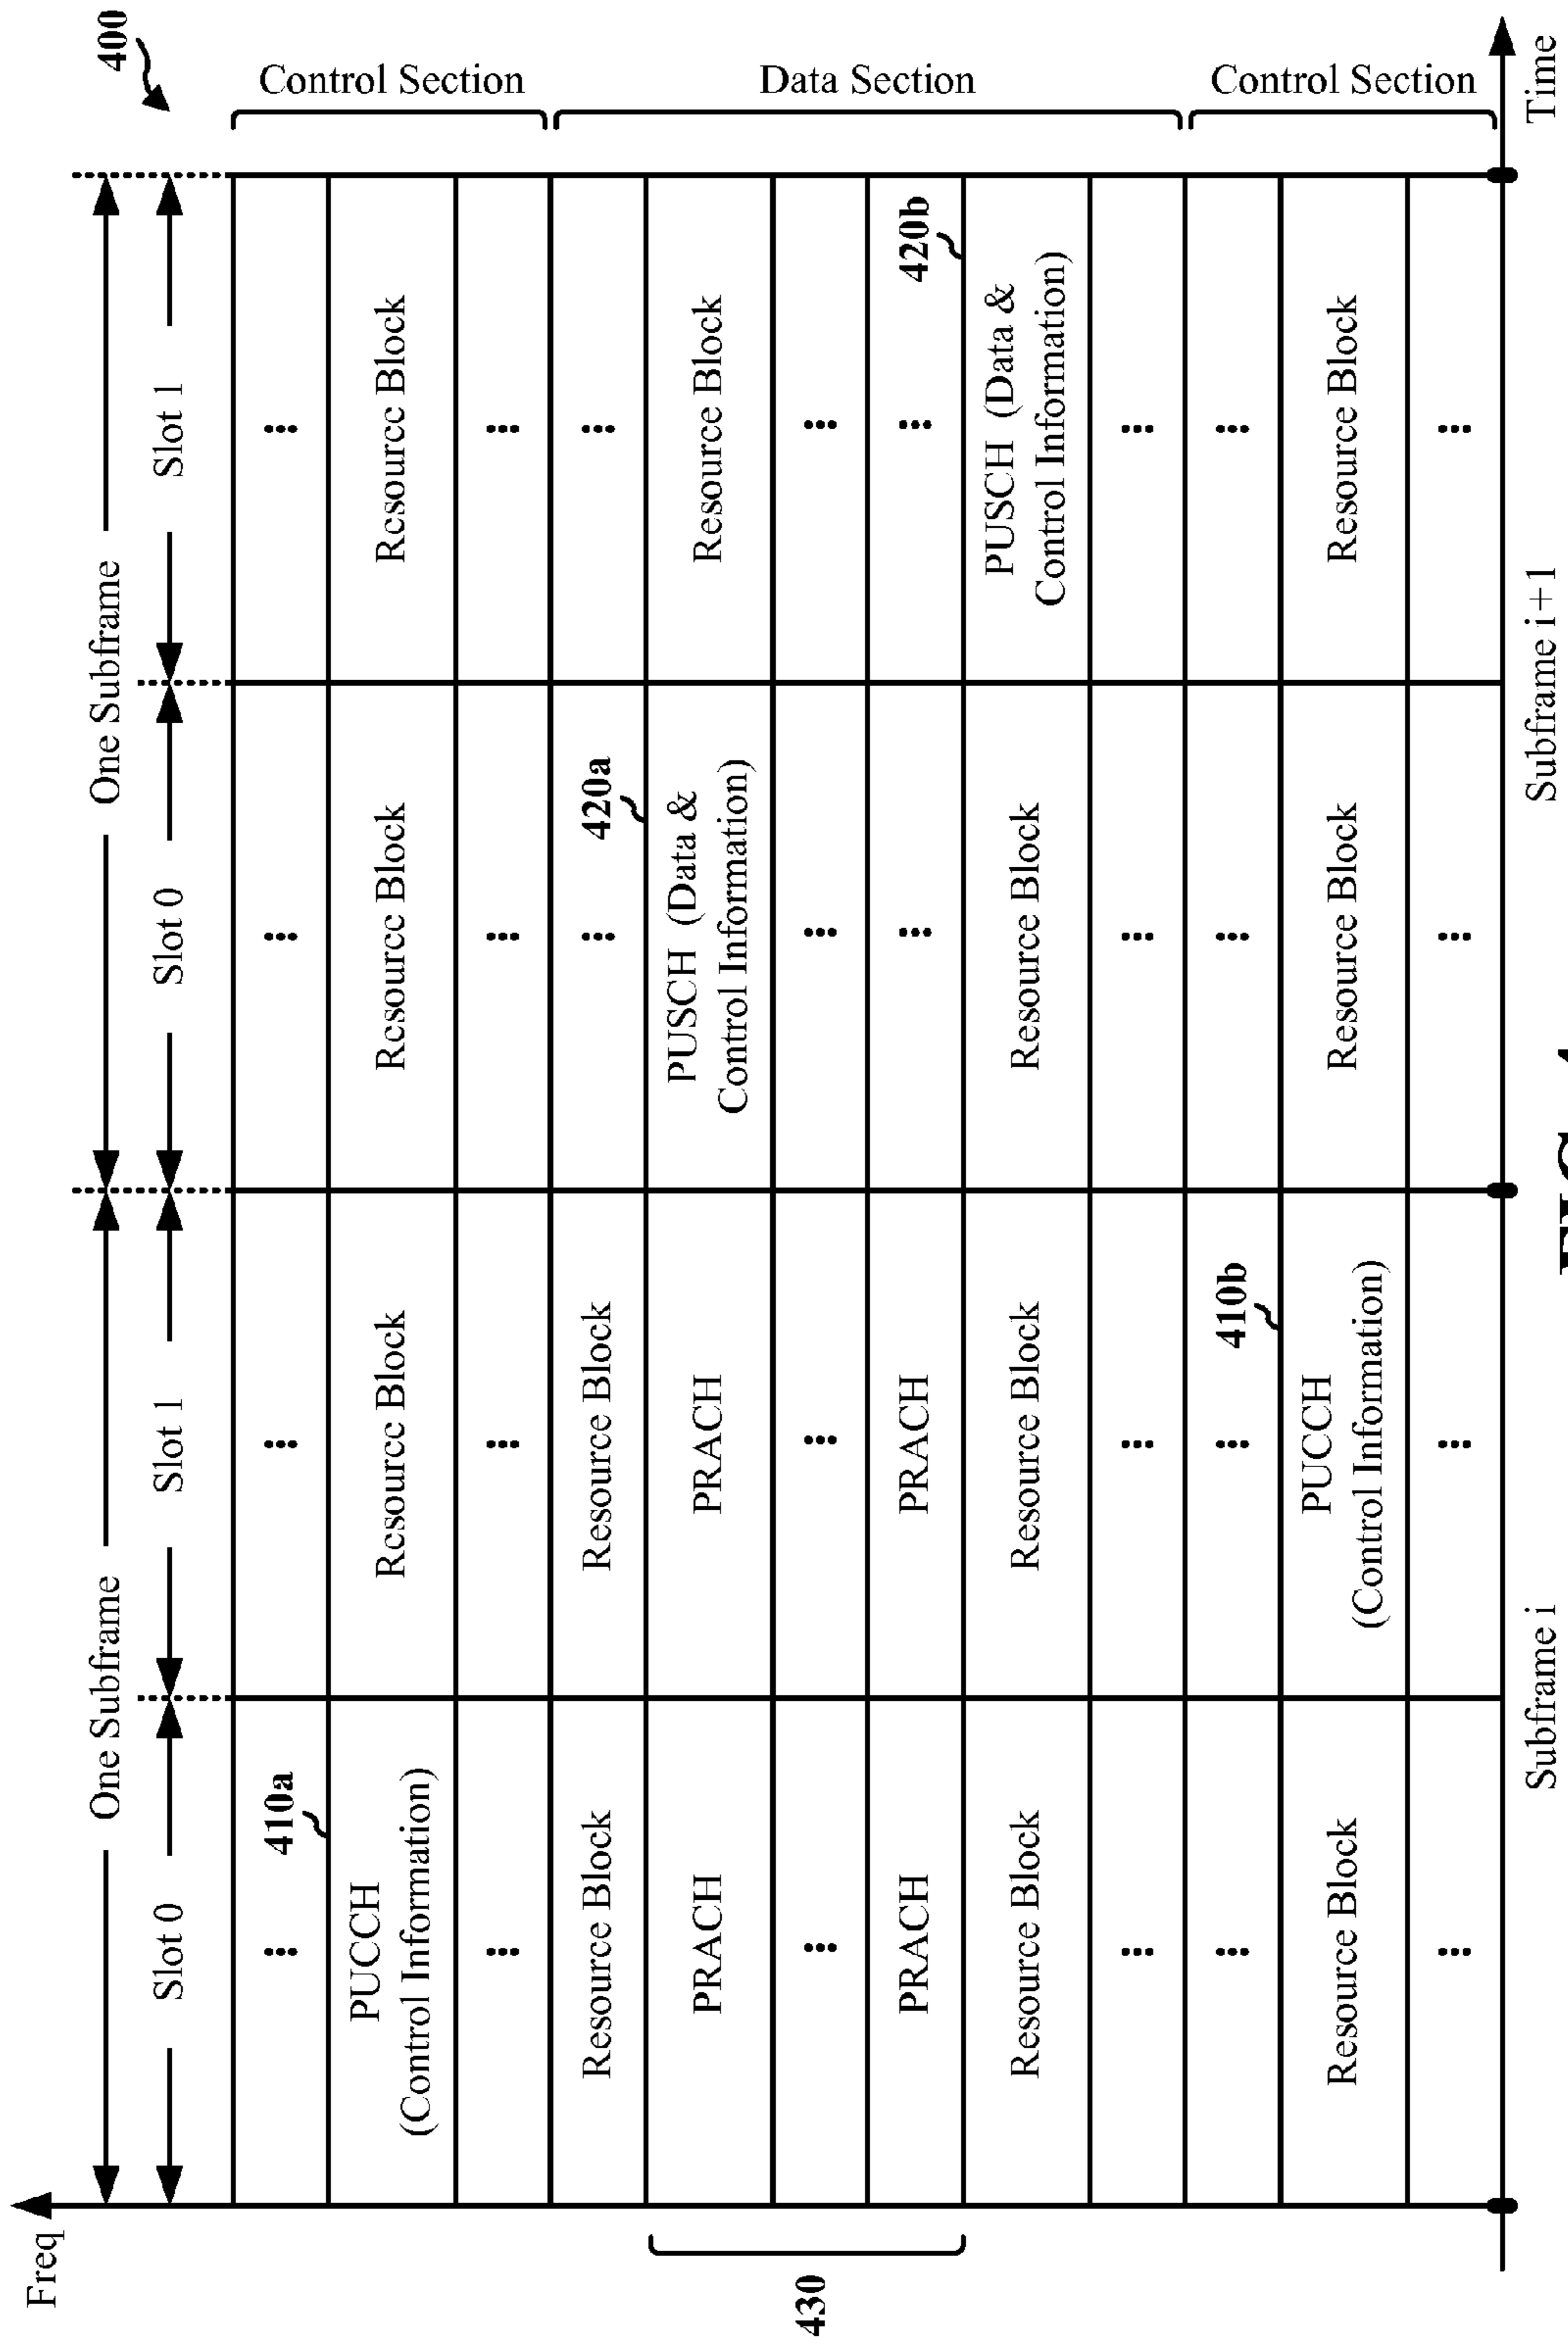 400
Freq
One Subframe
One Subframe
Slot 0
Slot 1
Slot 0
Slot 1
410a
PUCCH
(Control Information)
Resource Block
Resource Block
Resource Block
Control Section
Resource Block
Resource Block
420a
430
PRACH
PRACH
PUSCH (Data &
Control Information)
Resource Block
Data Section
PRACH
PRACH
420b
Resource Block
Resource Block
Resource Block
PUSCH (Data &
Control Information)
410b
Resource Block
PUCCH
(Control Information)
Resource Block
Resource Block
Control Section
Subframe i
Subframe i+1
Time